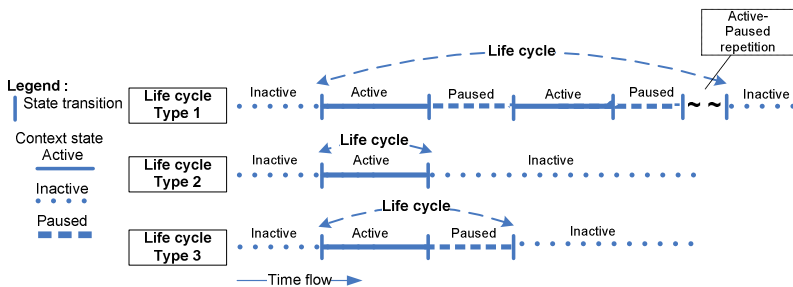 Active-
Paused
repetition
Life cycle
Legend :
State transition
Life cycle
Type 1
Inactive
Active
Paused
Active
Paused
~ ~
Inactive
Context state
Active
Inactive
Paused
Life cycle
Life cycle
Type 2
Inactive
Active
Inactive
Life cycle
Life cycle
Type 3
Inactive
Active
Paused
Inactive
Time flow